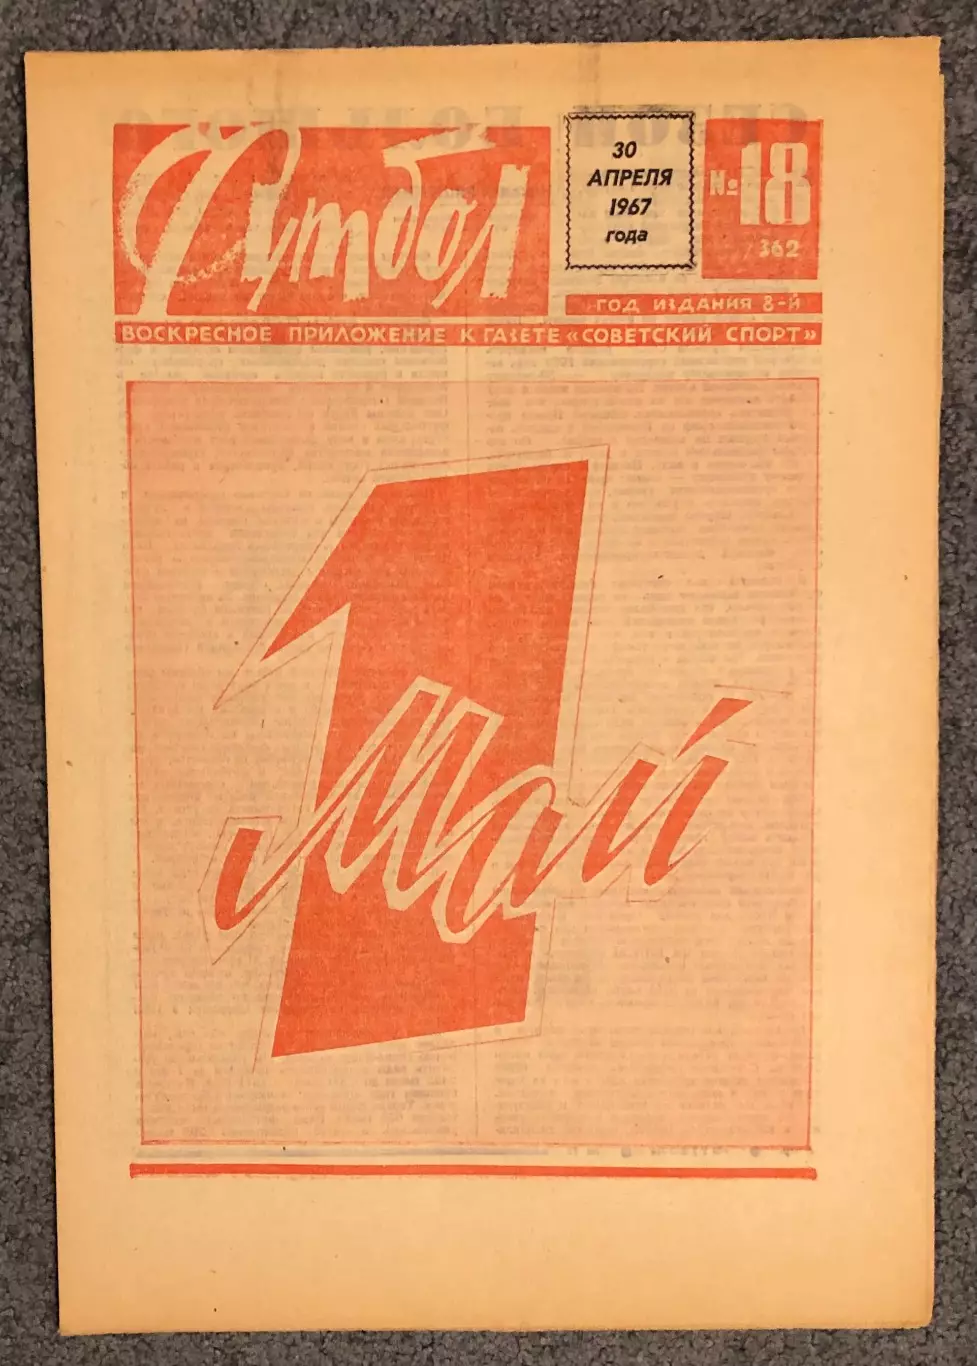 Футбол
30
АПРЕЛЯ
1967
года
№ 18
362
ГОД ИЗДАНИЯ 8-Й
ВОСКРЕСНОЕ ПРИЛОЖЕНИЕ К ГАЗЕТЕ «СОВЕТСКИЙ СПОРТ»
1
Май